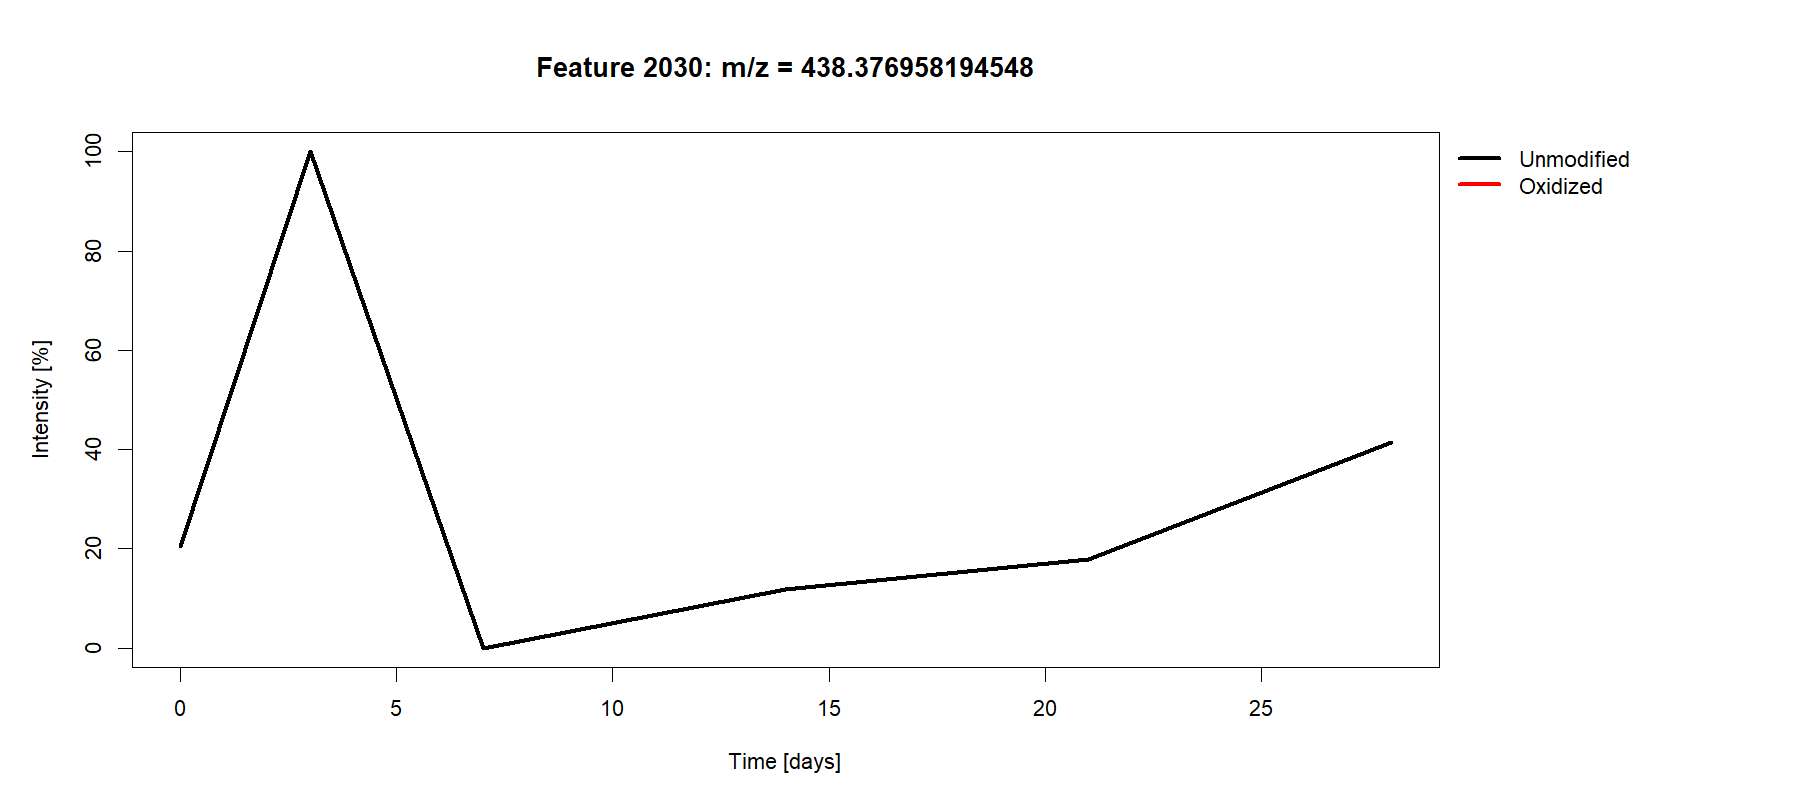 Feature 2030: m/z = 438.376958194548
Unmodified
Oxidized
Intensity [%]
100
80
60
40
20
0
0 5 10 15 20 25
Time [days]